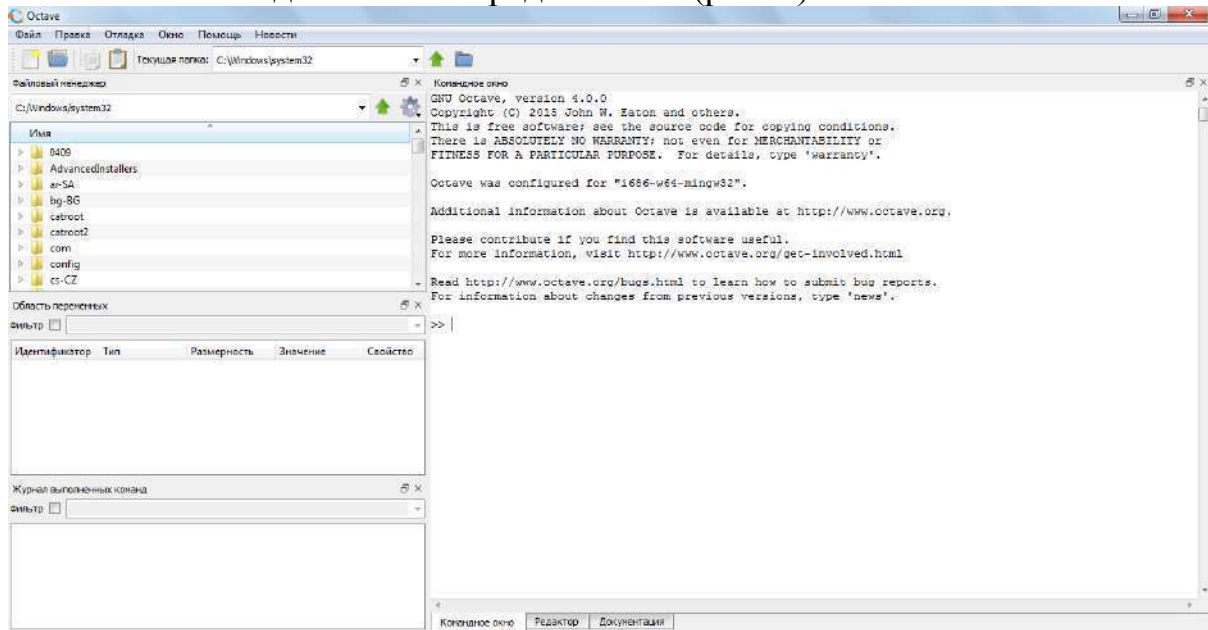 Octave
Файл Правка Отладка Окно Помощь Новости
Текущая папка: C:\Windows\system32
Файловый менеджер
C:/Windows/system32
Имя
0409
AdvancedInstallers
ar-SA
bg-BG
catroot
catroot2
com
config
cs-CZ
Область переменных
Фильтр
Идентификатор Тип Размерность Значение Свойство
Журнал выполненных команд
Фильтр
Командное окно
GNU Octave, version 4.0.0
Copyright (C) 2015 John W. Eaton and others.
This is free software; see the source code for copying conditions.
There is ABSOLUTELY NO WARRANTY; not even for MERCHANTABILITY or
FITNESS FOR A PARTICULAR PURPOSE. For details, type 'warranty'.
Octave was configured for "i686-w64-mingw32".
Additional information about Octave is available at http://www.octave.org.
Please contribute if you find this software useful.
For more information, visit http://www.octave.org/get-involved.html
Read http://www.octave.org/bugs.html to learn how to submit bug reports.
For information about changes from previous versions, type 'news'.
>>
Командное окно Редактор Документация